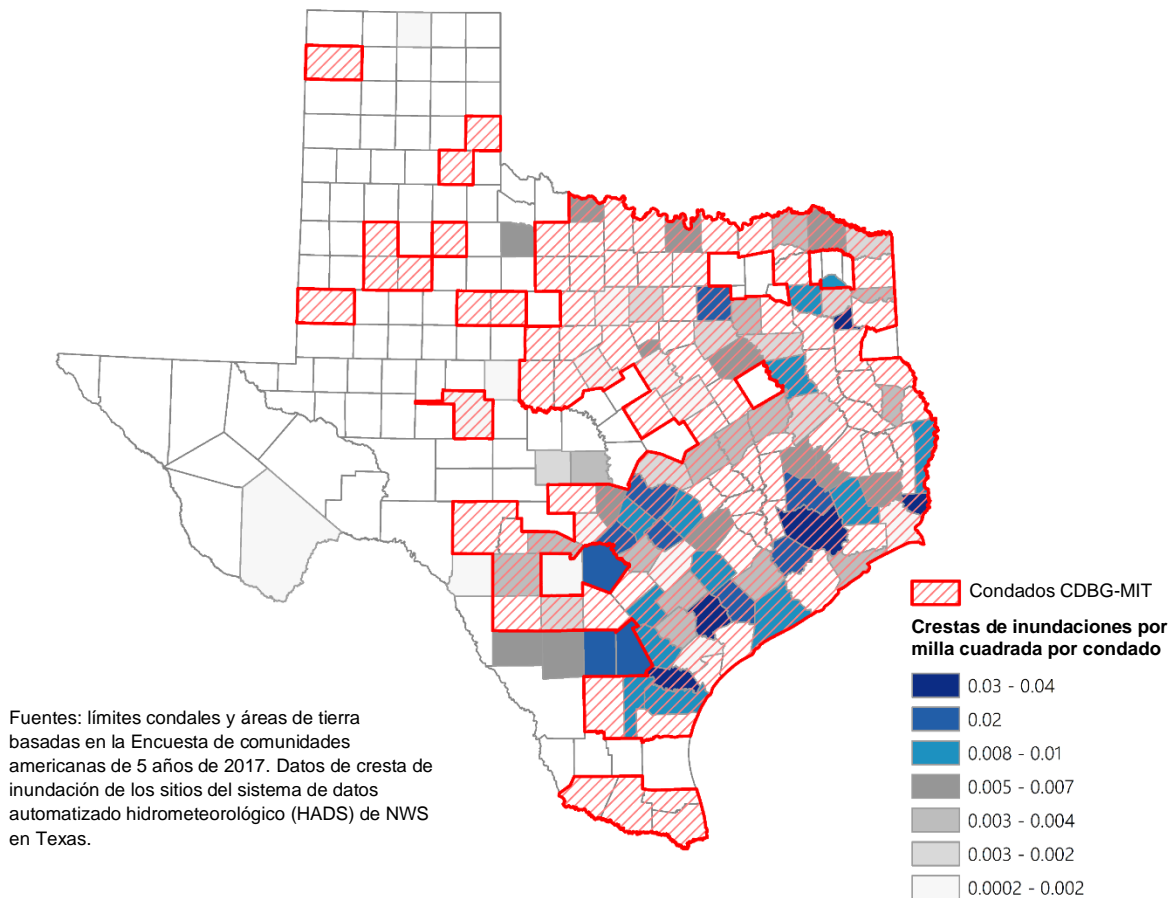 Condados CDBG-MIT
Crestas de inundaciones por
milla cuadrada por condado
0.03 - 0.04
0.02
0.008 - 0.01
0.005 - 0.007
0.003 - 0.004
0.003 - 0.002
0.0002 - 0.002
Fuentes: límites condales y áreas de tierra
basadas en la Encuesta de comunidades
americanas de 5 años de 2017. Datos de cresta de
inundación de los sitios del sistema de datos
automatizado hidrometeorológico (HADS) de NWS
en Texas.